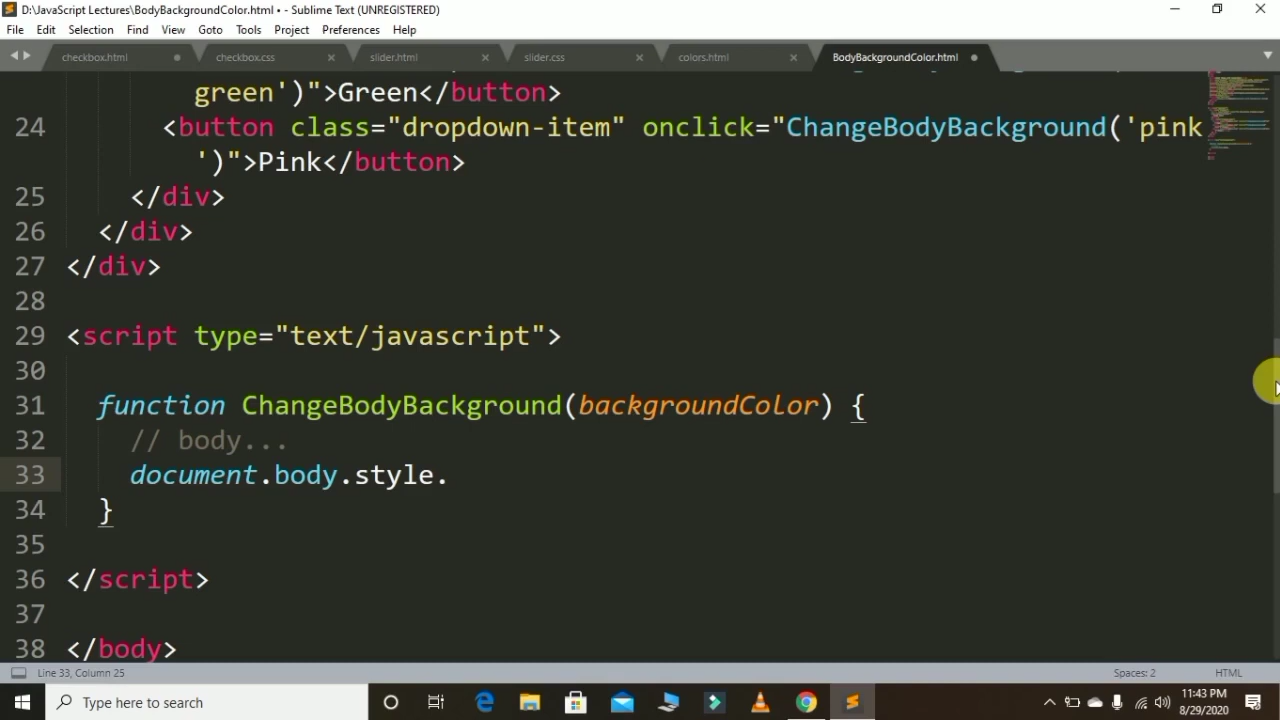 D:\JavaScript Lectures\BodyBackgroundColor.html • - Sublime Text (UNREGISTERED)
File Edit Selection Find View Goto Tools Project Preferences Help
checkbox.html checkbox.css slider.html slider.css colors.html BodyBackgroundColor.html
green')">Green</button>
24 <button class="dropdown-item" onclick="ChangeBodyBackground('pink
')">Pink</button>
25 </div>
26 </div>
27 </div>
28
29 <script type="text/javascript">
30
31 function ChangeBodyBackground(backgroundColor) {
32 // body...
33 document.body.style.
34 }
35
36 </script>
37
38 </body>
Line 33, Column 25 Spaces: 2 HTML
Type here to search
11:43 PM
8/29/2020